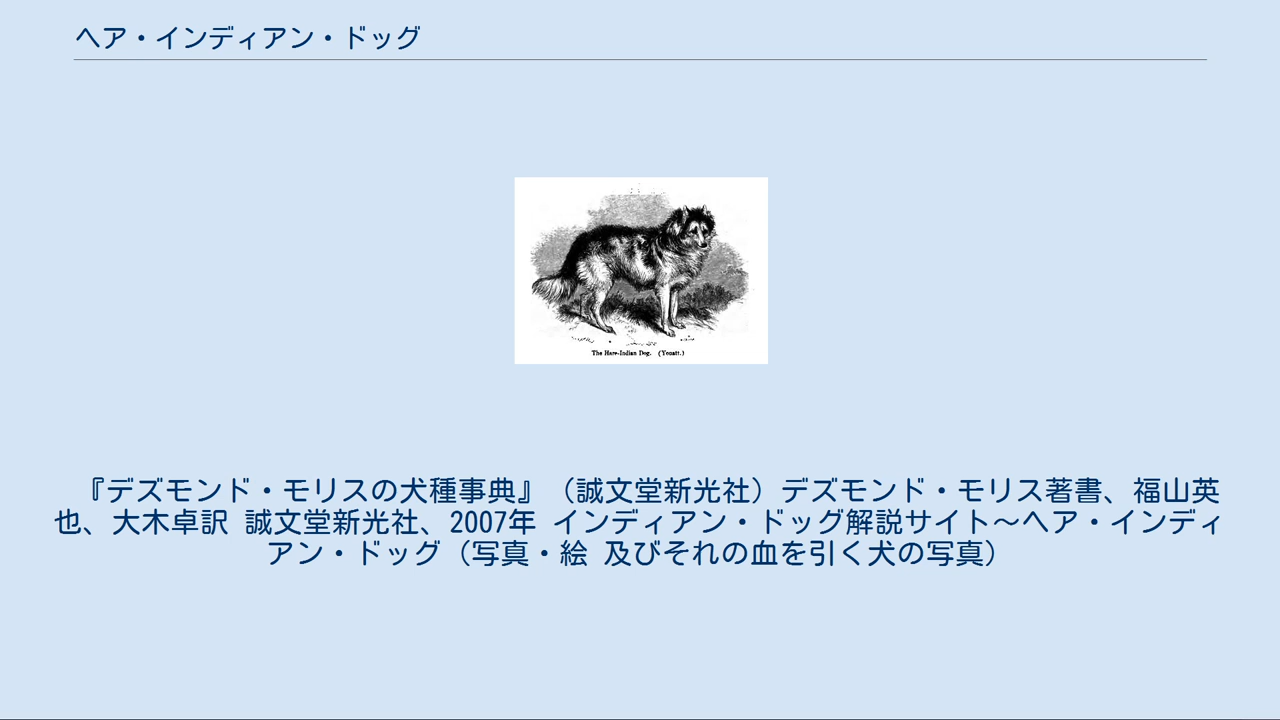 ヘア・インディアン・ドッグ
The Hare-Indian Dog. (Youatt.)
『デズモンド・モリスの犬種事典』（誠文堂新光社）デズモンド・モリス著書、福山英
也、大木卓訳 誠文堂新光社、2007年 インディアン・ドッグ解説サイト～ヘア・インディ
アン・ドッグ（写真・絵 及びそれの血を引く犬の写真）